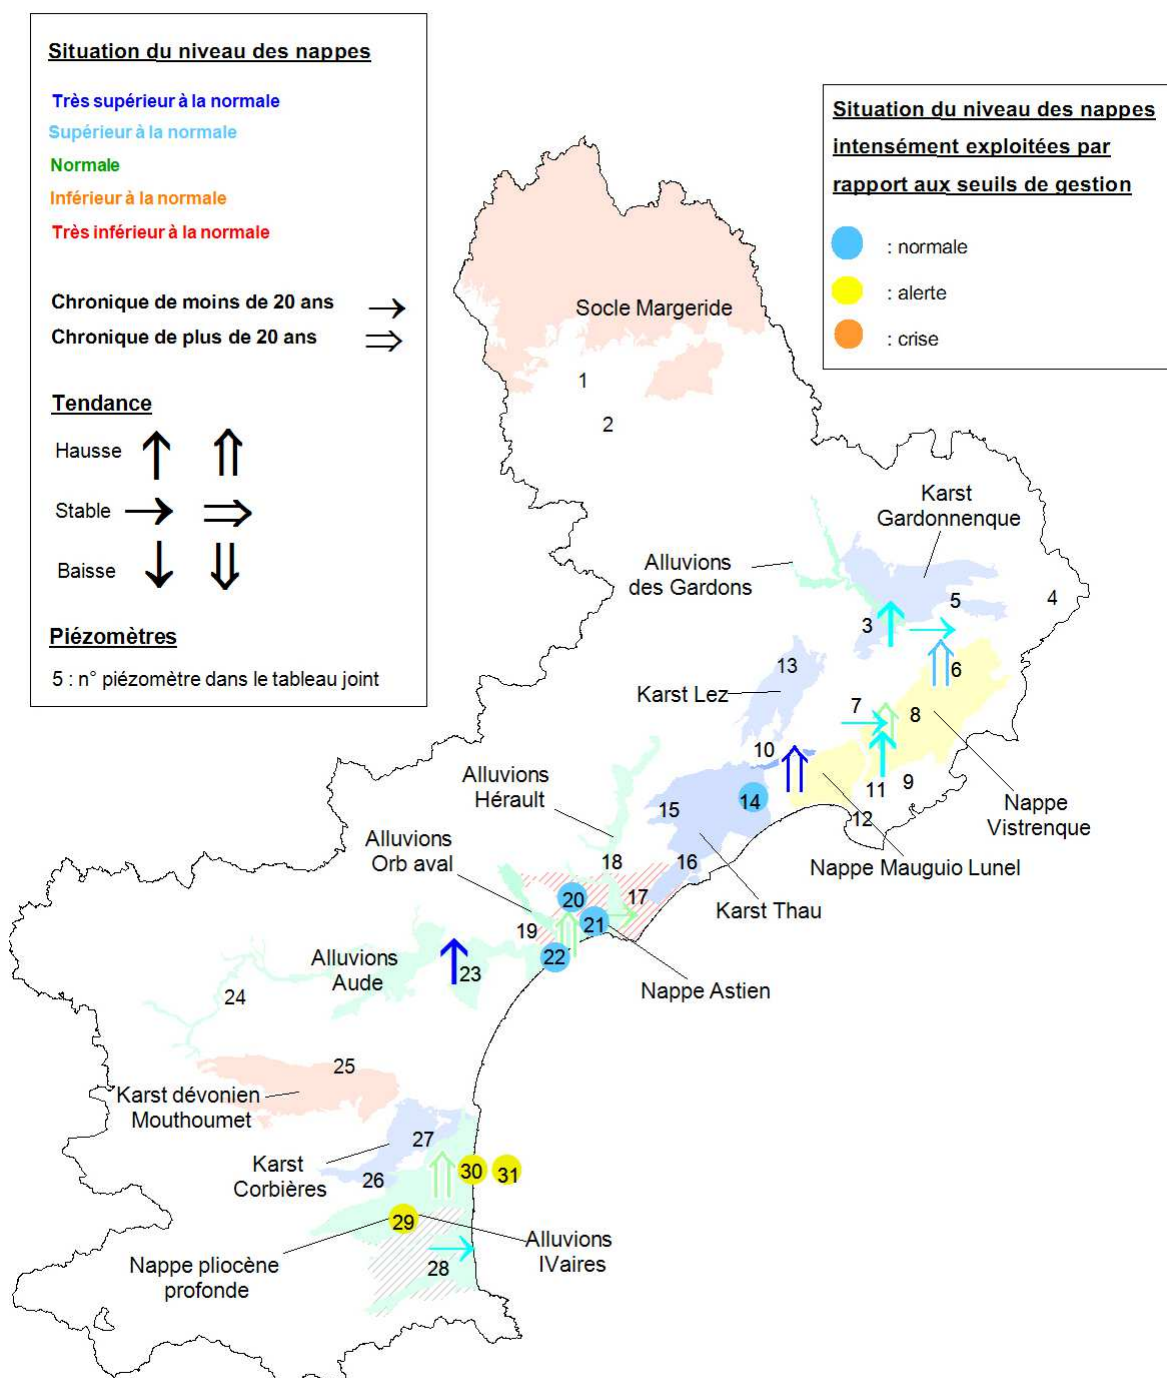 Situation du niveau des nappes
Très supérieur à la normale
Supérieur à la normale
Normale
Inférieur à la normale
Très inférieur à la normale
Chronique de moins de 20 ans
Chronique de plus de 20 ans
Tendance
Hausse
Stable
Baisse
Piézomètres
5 : n° piézomètre dans le tableau joint
Situation du niveau des nappes
intensément exploitées par
rapport aux seuils de gestion
: normale
: alerte
: crise
Socle Margeride
1
2
Karst
Gardonnenque
Alluvions
des Gardons
3
5
4
6
13
Karst Lez
7
8
10
11
9
12
Nappe
Vistrenque
Alluvions
Hérault
15
14
Nappe Mauguio Lunel
Alluvions
Orb aval
18
16
17
Karst Thau
20
21
19
22
Nappe Astien
Alluvions
Aude
23
24
25
Karst dévonien
Mouthoumet
27
26
Karst
Corbières
30
31
29
Nappe pliocène
profonde
Alluvions
IVaires
28